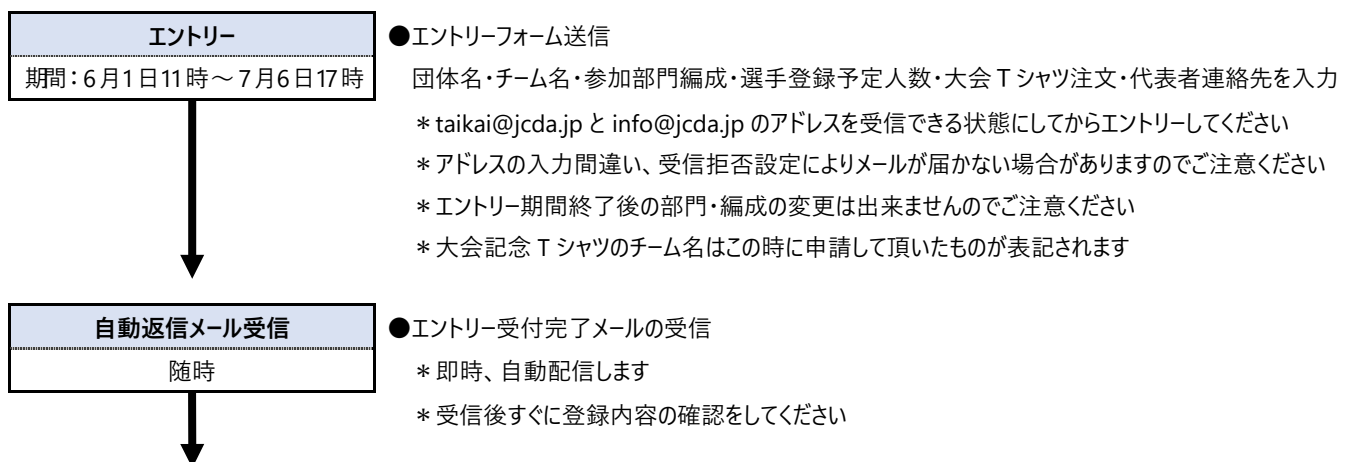 エントリー
期間：6月1日11時～7月6日17時
●エントリーフォーム送信
団体名・チーム名・参加部門編成・選手登録予定人数・大会Tシャツ注文・代表者連絡先を入力
＊taikai@jcda.jp と info@jcda.jp のアドレスを受信できる状態にしてからエントリーしてください
＊アドレスの入力間違い、受信拒否設定によりメールが届かない場合がありますのでご注意ください
＊エントリー期間終了後の部門・編成の変更は出来ませんのでご注意ください
＊大会記念 T シャツのチーム名はこの時に申請して頂いたものが表記されます
自動返信メール受信
随時
●エントリー受付完了メールの受信
＊即時、自動配信します
＊受信後すぐに登録内容の確認をしてください